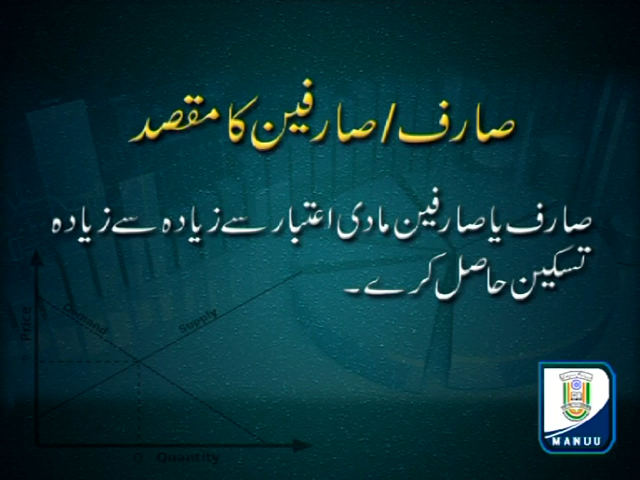 صارف/صارفین کا مقصد
صارف یا صارفین مادی اعتبار سے زیادہ سے زیادہ
تسکین حاصل کرے۔
Price
Demand
Supply
Q Quantity
MANUU